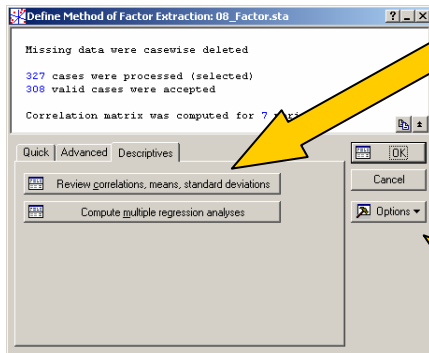 Define Method of Factor Extraction: 08_Factor.sta
Missing data were casewise deleted
327 cases were processed (selected)
308 valid cases were accepted
Correlation matrix was computed for 7
Quick Advanced Descriptives
OK
Review correlations, means, standard deviations
Cancel
Compute multiple regression analyses
Options